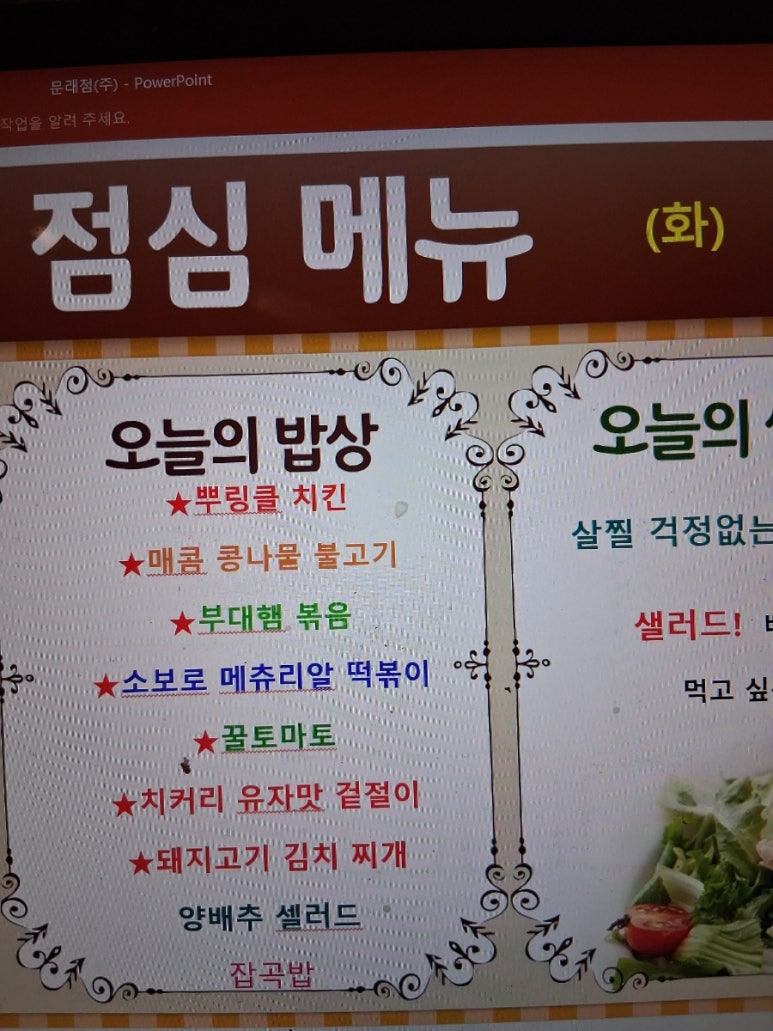 문래점(주) - PowerPoint
작업을 알려 주세요.
점심 메뉴 (화)
오늘의 밥상
★뿌링클 치킨
★매콤 콩나물 불고기
★부대햄 볶음
★소보로 메츄리알 떡볶이
★꿀토마토
★치커리 유자맛 겉절이
★돼지고기 김치 찌개
양배추 셀러드
잡곡밥
오늘의
살찔 걱정없는
샐러드!
먹고